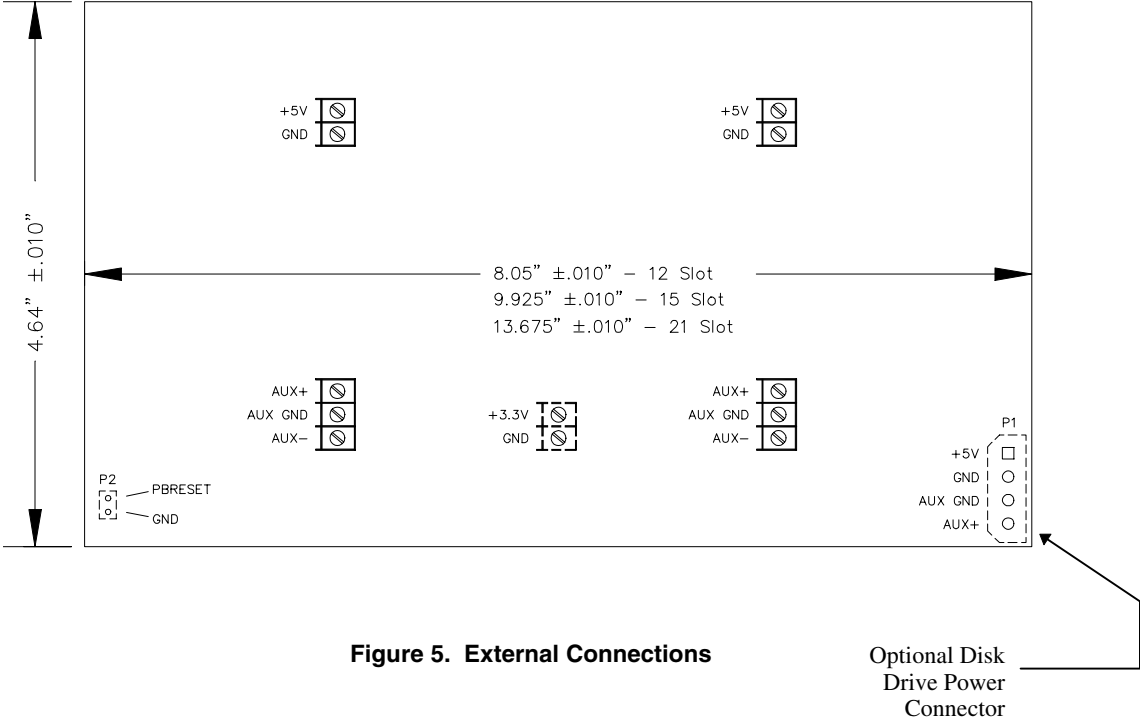 +5V
GND
+5V
GND
4.64” ±.010”
8.05” ±.010” – 12 Slot
9.925” ±.010” – 15 Slot
13.675” ±.010” – 21 Slot
AUX+
AUX GND
AUX–
+3.3V
GND
AUX+
AUX GND
AUX–
P1
+5V
GND
AUX GND
AUX+
P2
PBRESET
GND
Figure 5. External Connections
Optional Disk
Drive Power
Connector